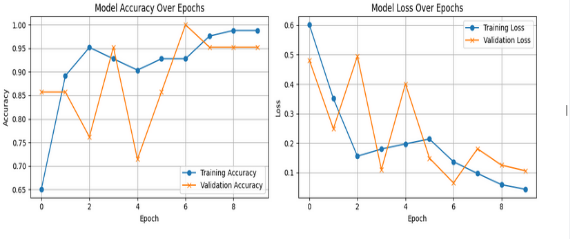 Model Accuracy Over Epochs
1.00
0.95
0.90
0.85
0.80
0.75
0.70
0.65
Accuracy
0 2 4 6 8
Epoch
Training Accuracy
Validation Accuracy
Model Loss Over Epochs
0.6
0.5
0.4
0.3
0.2
0.1
Loss
0 2 4 6 8
Epoch
Training Loss
Validation Loss